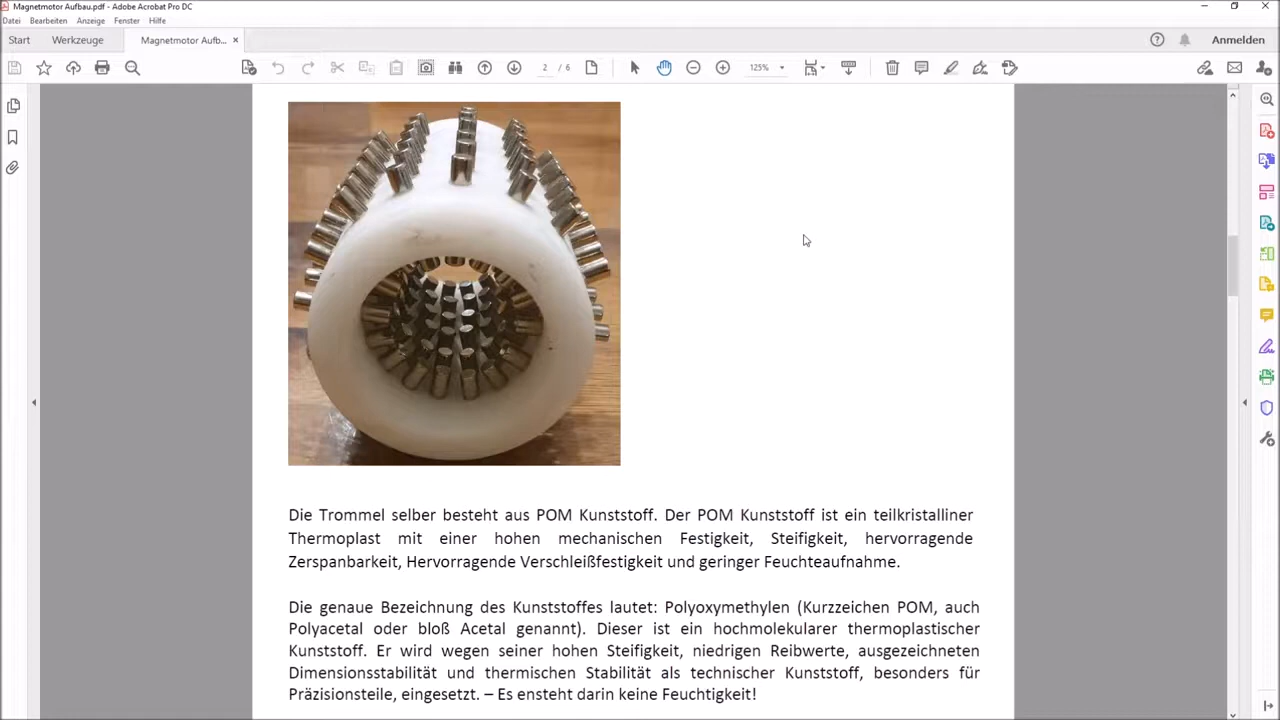 Magnetmotor Aufbau.pdf - Adobe Acrobat Pro DC
Datei Bearbeiten Anzeige Fenster Hilfe
Start Werkzeuge Magnetmotor Aufb... × Anmelden
2 / 6 125%
Die Trommel selber besteht aus POM Kunststoff. Der POM Kunststoff ist ein teilkristalliner
Thermoplast mit einer hohen mechanischen Festigkeit, Steifigkeit, hervorragende
Zerspanbarkeit, Hervorragende Verschleißfestigkeit und geringer Feuchteaufnahme.
Die genaue Bezeichnung des Kunststoffes lautet: Polyoxymethylen (Kurzzeichen POM, auch
Polyacetal oder bloß Acetal genannt). Dieser ist ein hochmolekularer thermoplastischer
Kunststoff. Er wird wegen seiner hohen Steifigkeit, niedrigen Reibwerte, ausgezeichneten
Dimensionsstabilität und thermischen Stabilität als technischer Kunststoff, besonders für
Präzisionsteile, eingesetzt. – Es ensteht darin keine Feuchtigkeit!